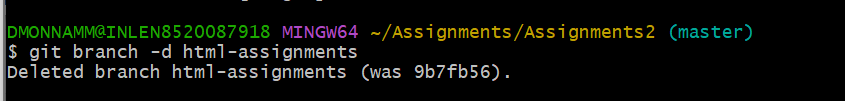 DMONNAMM@INLEN8520087918 MINGW64 ~/Assignments/Assignments2 (master)
$ git branch -d html-assignments
Deleted branch html-assignments (was 9b7fb56).